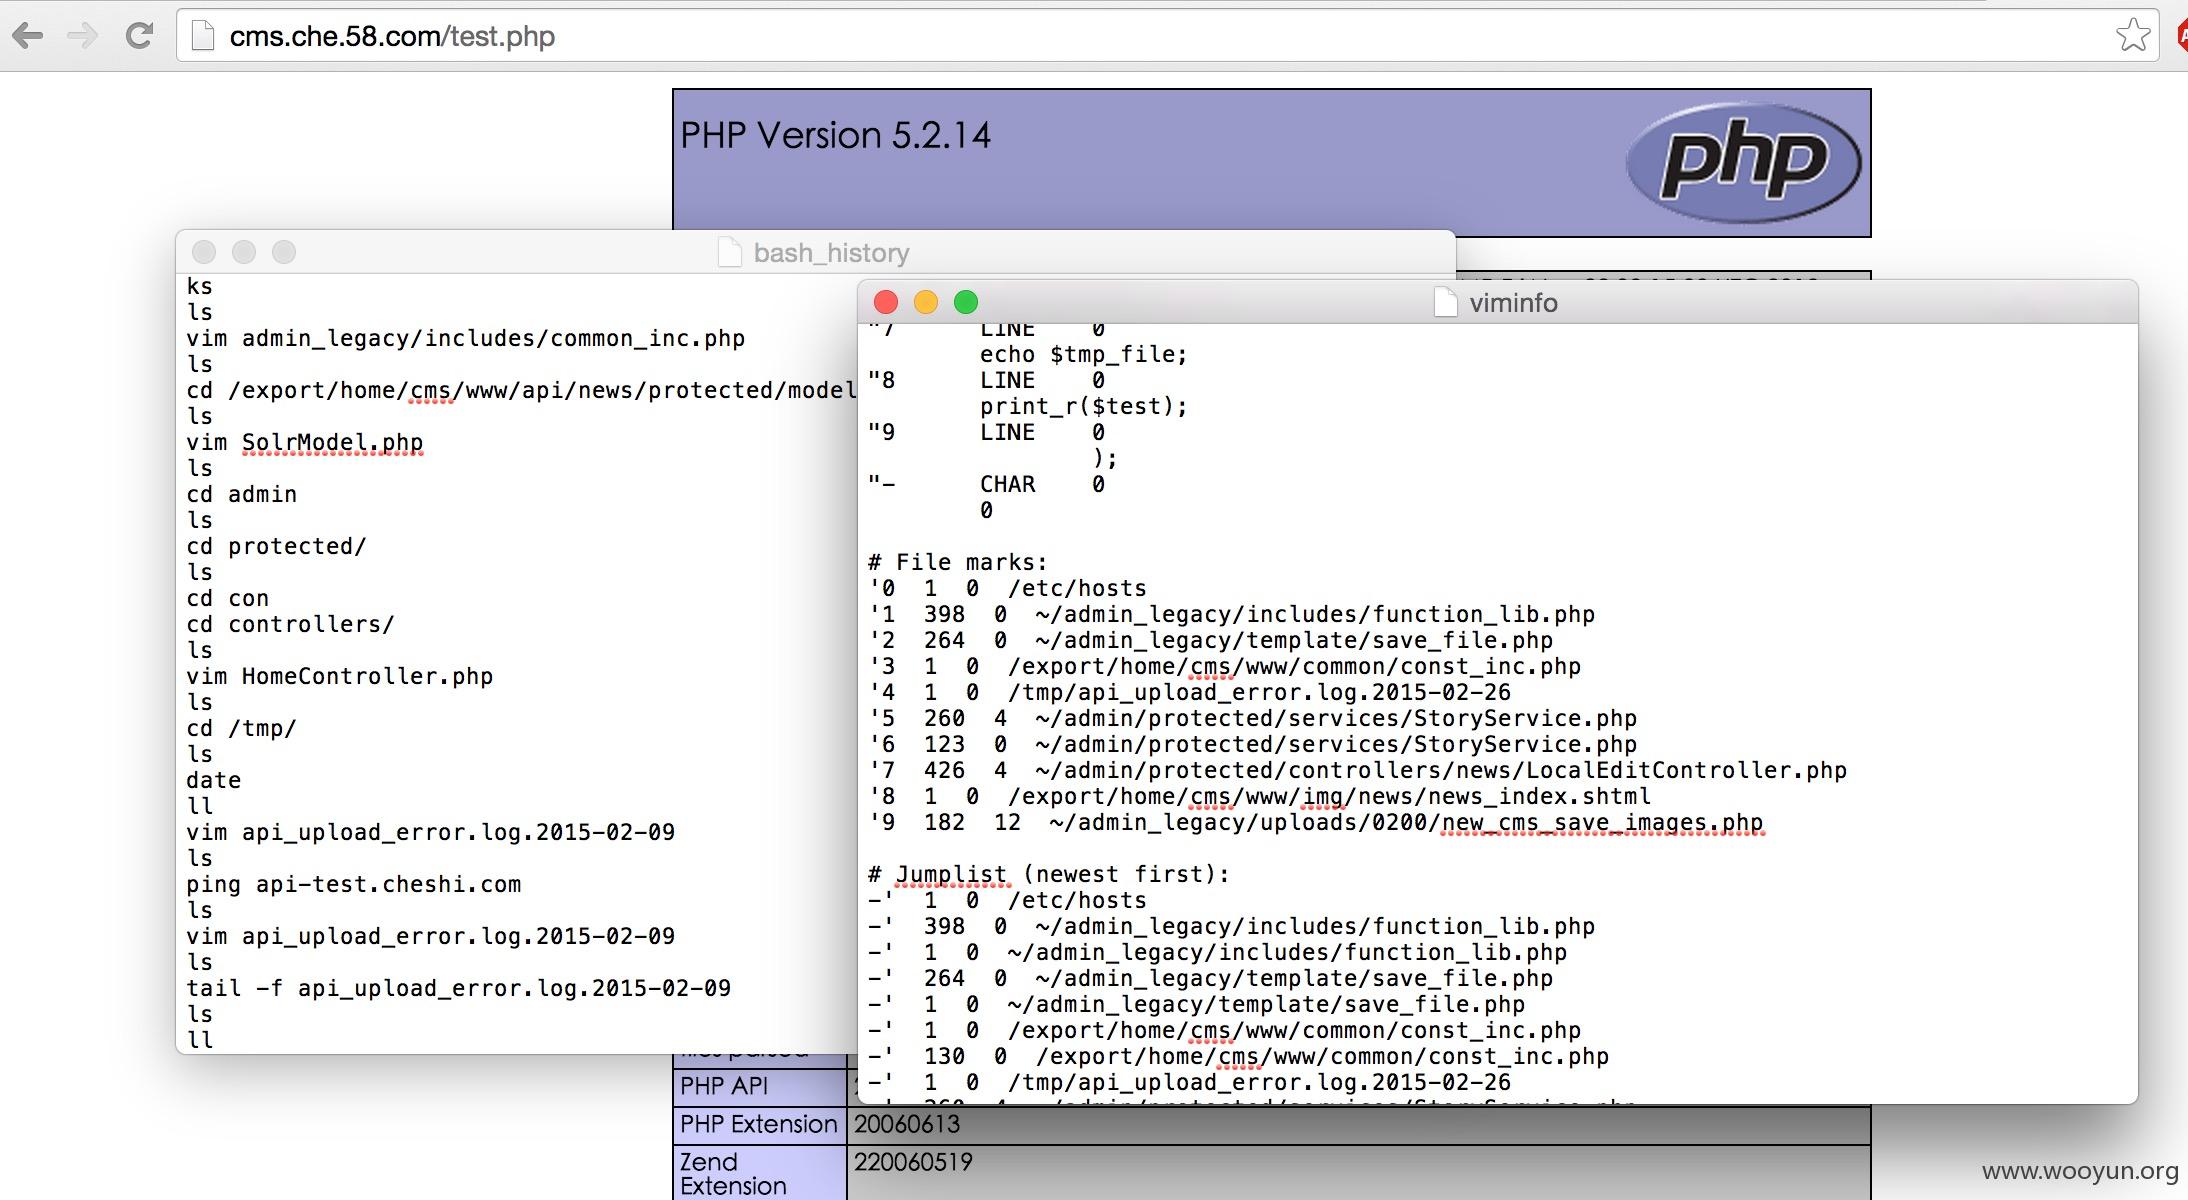 cms.che.58.com/test.php
PHP Version 5.2.14
php
bash_history
ks
ls
vim admin_legacy/includes/common_inc.php
ls
cd /export/home/cms/www/api/news/protected/model
ls
vim SolrModel.php
ls
cd admin
ls
cd protected/
ls
cd con
cd controllers/
ls
vim HomeController.php
ls
cd /tmp/
ls
date
ll
vim api_upload_error.log.2015-02-09
ls
ping api-test.cheshi.com
ls
vim api_upload_error.log.2015-02-09
ls
tail -f api_upload_error.log.2015-02-09
ls
ll
viminfo
"7 LINE 0
echo $tmp_file;
"8 LINE 0
print_r($test);
"9 LINE 0
);
"- CHAR 0
0
# File marks:
'0 1 0 /etc/hosts
'1 398 0 ~/admin_legacy/includes/function_lib.php
'2 264 0 ~/admin_legacy/template/save_file.php
'3 1 0 /export/home/cms/www/common/const_inc.php
'4 1 0 /tmp/api_upload_error.log.2015-02-26
'5 260 4 ~/admin/protected/services/StoryService.php
'6 123 0 ~/admin/protected/services/StoryService.php
'7 426 4 ~/admin/protected/controllers/news/LocalEditController.php
'8 1 0 /export/home/cms/www/img/news/news_index.shtml
'9 182 12 ~/admin_legacy/uploads/0200/new_cms_save_images.php
# Jumplist (newest first):
-' 1 0 /etc/hosts
-' 398 0 ~/admin_legacy/includes/function_lib.php
-' 1 0 ~/admin_legacy/includes/function_lib.php
-' 264 0 ~/admin_legacy/template/save_file.php
-' 1 0 ~/admin_legacy/template/save_file.php
-' 1 0 /export/home/cms/www/common/const_inc.php
-' 130 0 /export/home/cms/www/common/const_inc.php
-' 1 0 /tmp/api_upload_error.log.2015-02-26
-' 260 4 ~/admin/protected/services/StoryService.php
files parsed
PHP API
PHP Extension 20060613
Zend Extension 220060519
www.wooyun.org